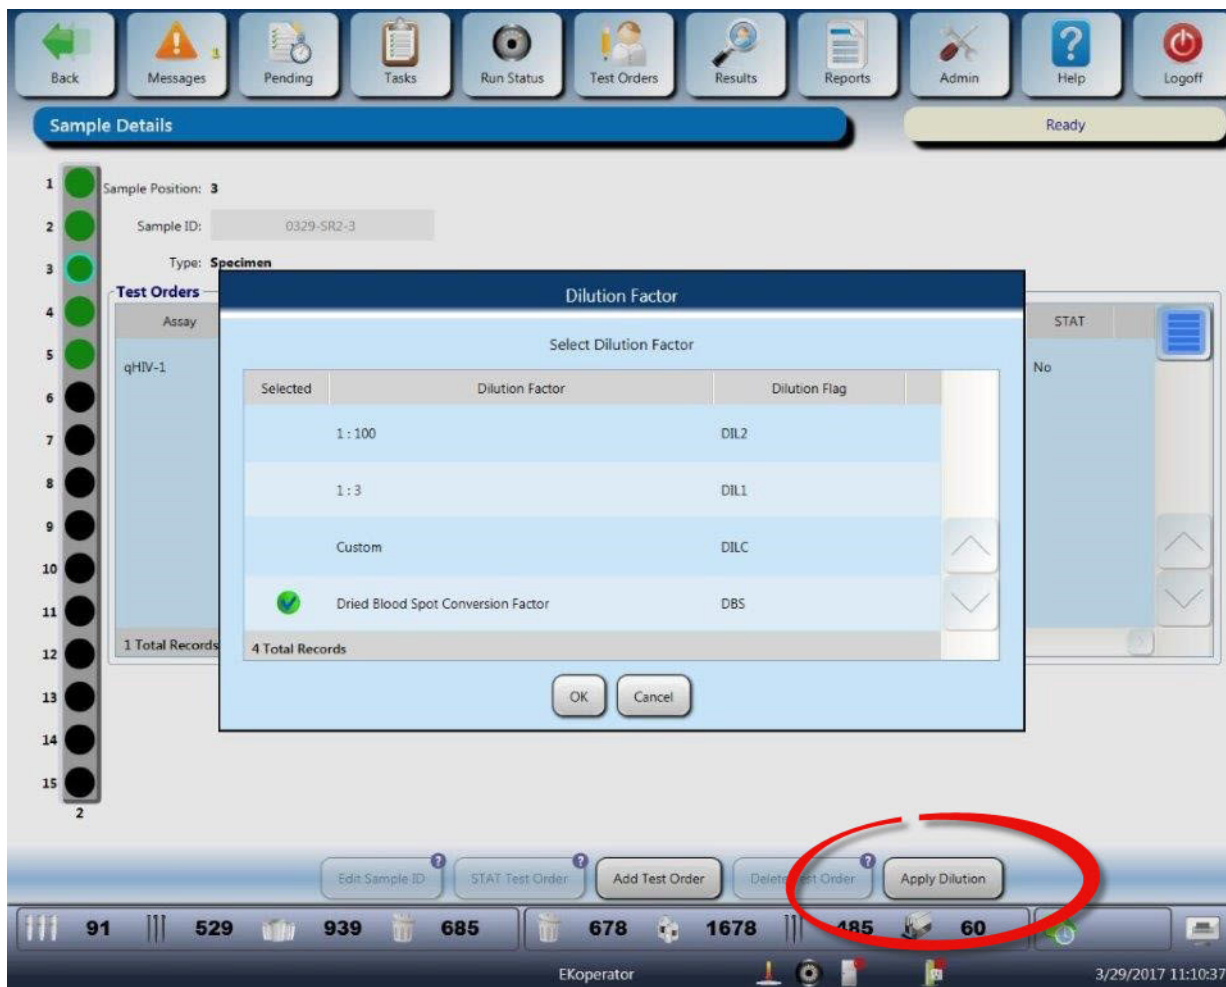 Back Messages 3 Pending Tasks Run Status Test Orders Results Reports Admin ? Help Logoff
Sample Details Ready
1 Sample Position: 3
2 Sample ID: 0329-SR2-3
3 Type: Specimen
Test Orders
4 Assay STAT
5 qHIV-1 No
6
7
8
9
10
11
12
13
14
15
2
1 Total Records
Dilution Factor
Select Dilution Factor
Selected Dilution Factor Dilution Flag
1 : 100 DIL2
1 : 3 DIL1
Custom DILC
Dried Blood Spot Conversion Factor DBS
4 Total Records
OK Cancel
Edit Sample ID ? STAT Test Order ? Add Test Order Delete Test Order ? Apply Dilution
91 529 939 685 678 1678 485 60
EKoperator 3/29/2017 11:10:37